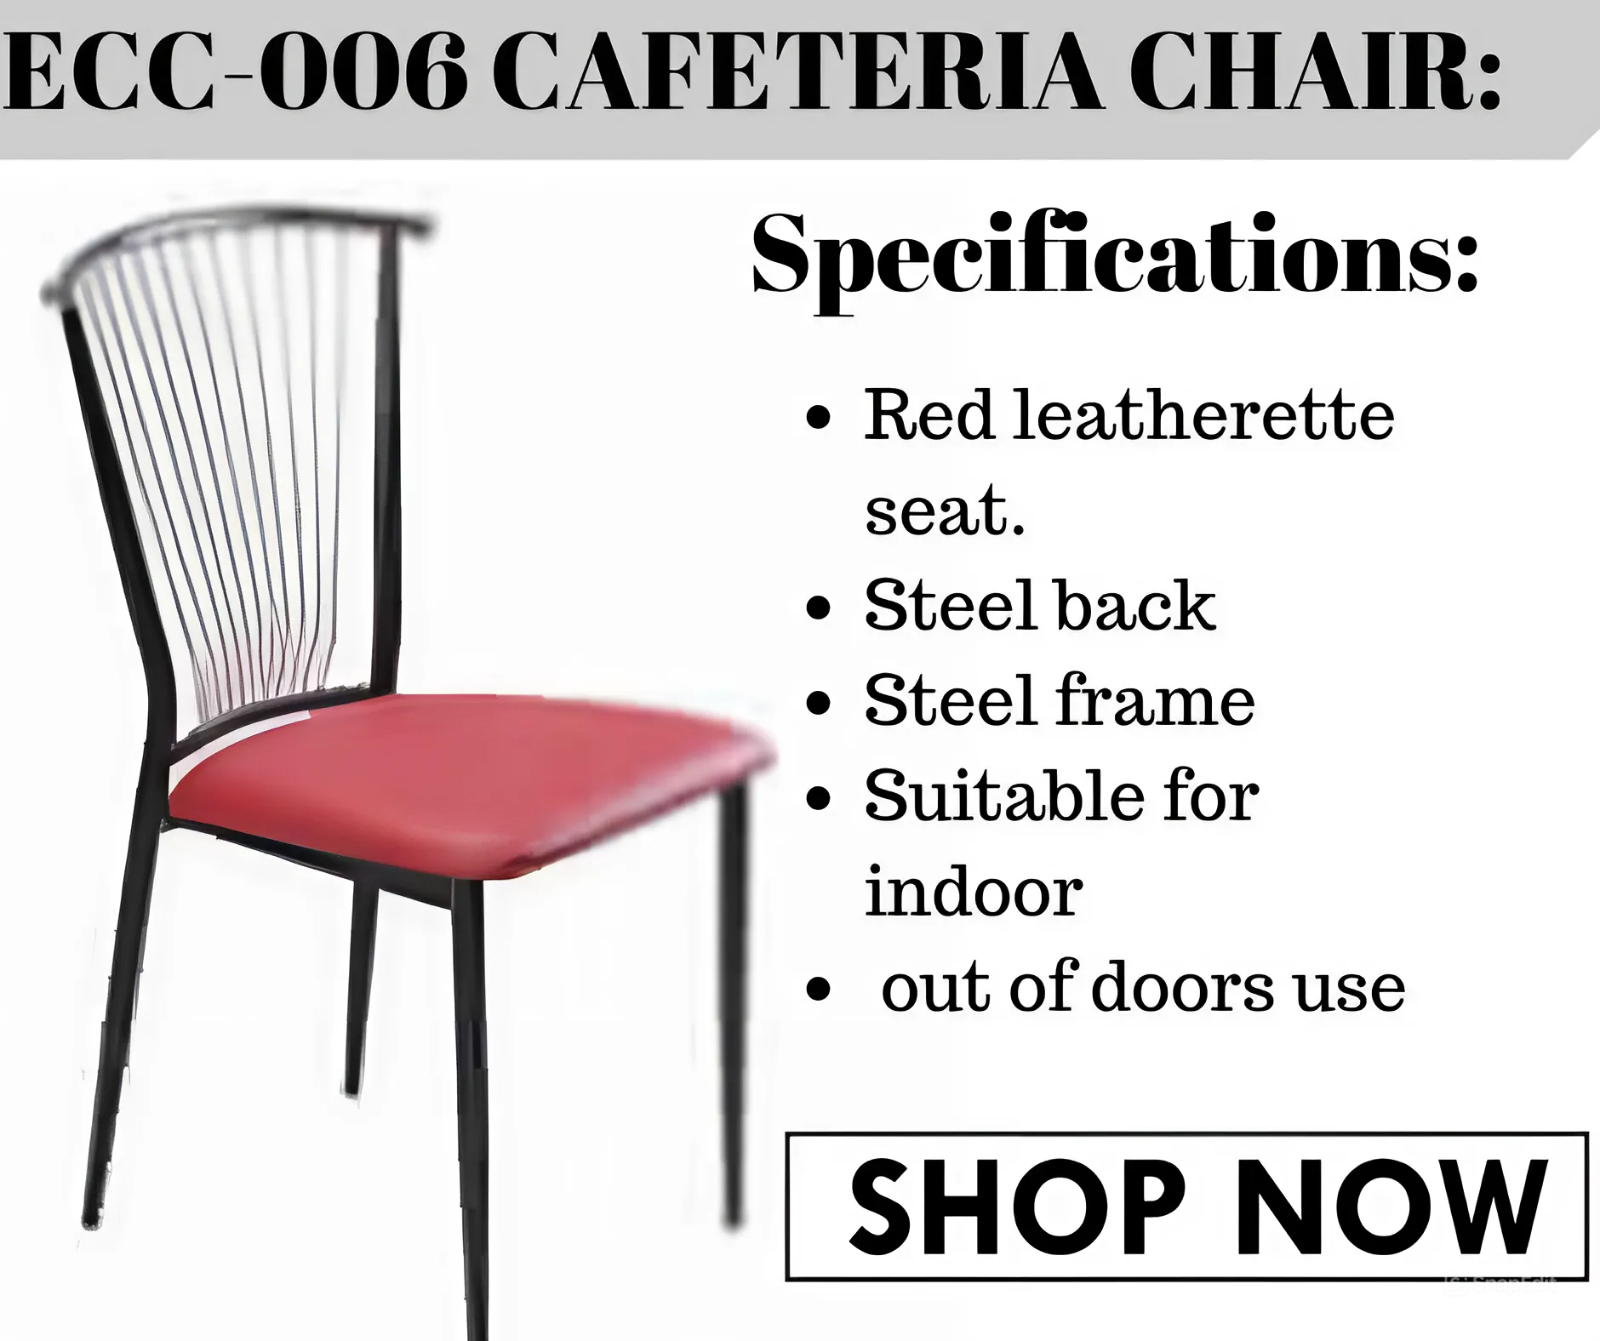 ECC-006 CAFETERIA CHAIR:
Specifications:
• Red leatherette
seat.
• Steel back
• Steel frame
• Suitable for
indoor
• out of doors use
SHOP NOW
SnapEdit